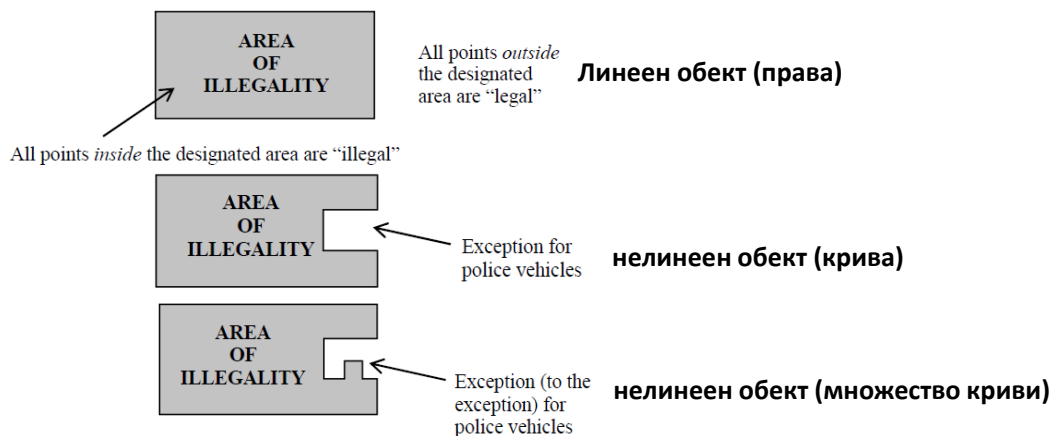 AREA
OF
ILLEGALITY
All points outside
the designated
area are “legal”
Линеен обект (права)
All points inside the designated area are “illegal”
AREA
OF
ILLEGALITY
Exception for
police vehicles
нелинеен обект (крива)
AREA
OF
ILLEGALITY
Exception (to the
exception) for
police vehicles
нелинеен обект (множество криви)